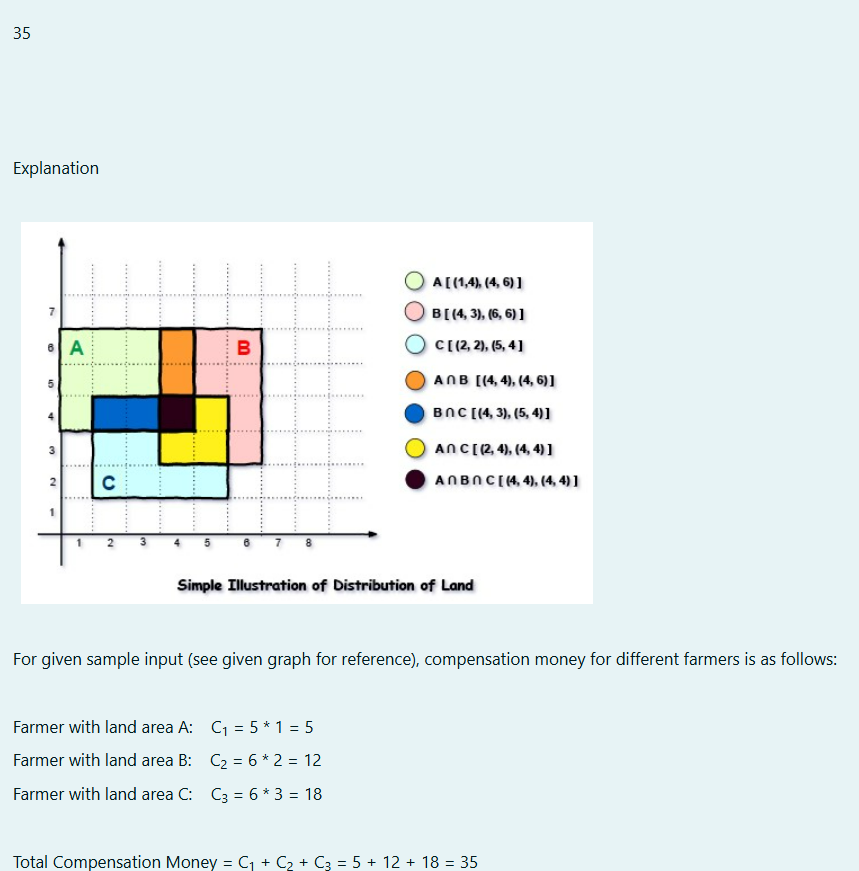 35
Explanation
A [ (1,4), (4, 6) ]
B [ (4, 3), (6, 6) ]
C [ (2, 2), (5, 4 ]
A∩B [(4, 4), (4, 6)]
B∩C [(4, 3), (5, 4)]
A∩C [ (2, 4), (4, 4) ]
A∩B∩C [ (4, 4), (4, 4) ]
7
6 A B
5
4
3
2 C
1
1 2 3 4 5 6 7 8
Simple Illustration of Distribution of Land
For given sample input (see given graph for reference), compensation money for different farmers is as follows:
Farmer with land area A: C₁ = 5 * 1 = 5
Farmer with land area B: C₂ = 6 * 2 = 12
Farmer with land area C: C₃ = 6 * 3 = 18
Total Compensation Money = C₁ + C₂ + C₃ = 5 + 12 + 18 = 35